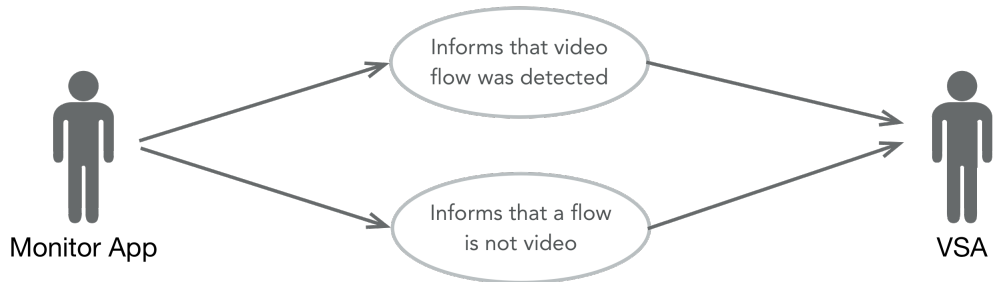 Informs that video
flow was detected
Informs that a flow
is not video
Monitor App
VSA